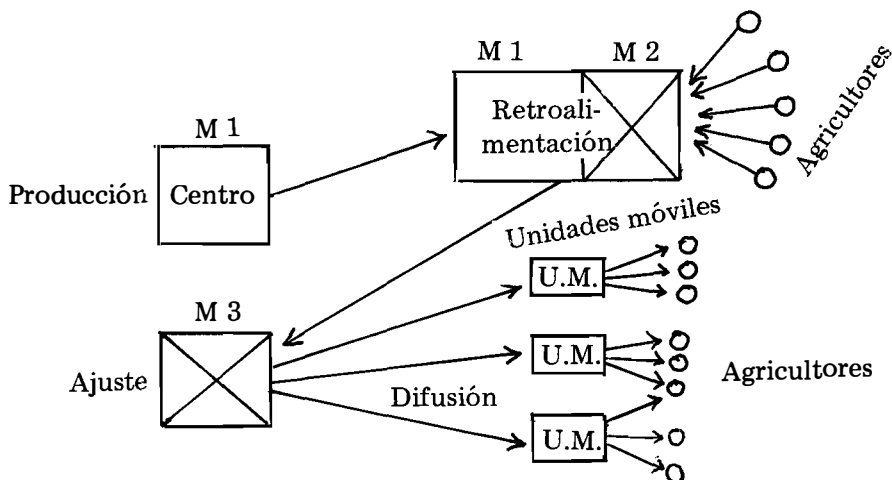 M 1
M 2
Agricultores
Retroali-
mentación
M 1
Producción
Centro
Unidades móviles
U.M.
M 3
Ajuste
U.M.
Agricultores
Difusión
U.M.